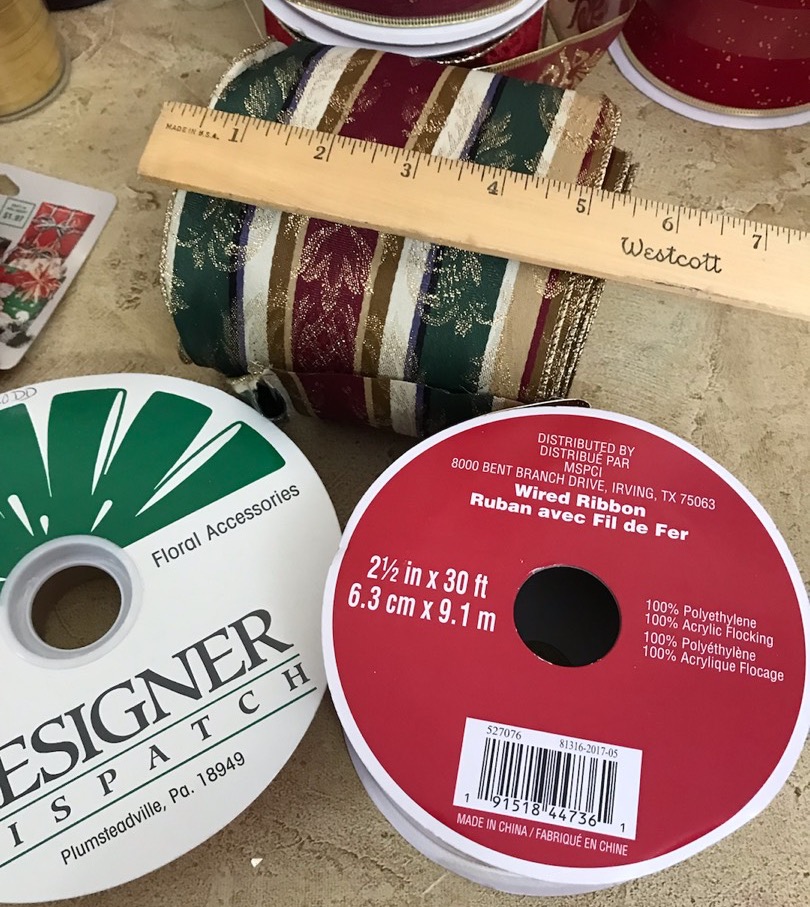 MADE IN U.S.A.
1 2 3 4 5 6 7
Westcott
Floral Accessories
ESIGNER
ISPATCH
Plumsteadville, Pa. 18949
DISTRIBUTED BY
DISTRIBUÉ PAR
MSPCI
8000 BENT BRANCH DRIVE, IRVING, TX 75063
Wired Ribbon
Ruban avec Fil de Fer
2½ in x 30 ft
6.3 cm x 9.1 m
100% Polyethylene
100% Acrylic Flocking
100% Polyéthylène
100% Acrylique Flocage
527076 81316-2017-05
1 91518 44736 1
MADE IN CHINA / FABRIQUÉ EN CHINE